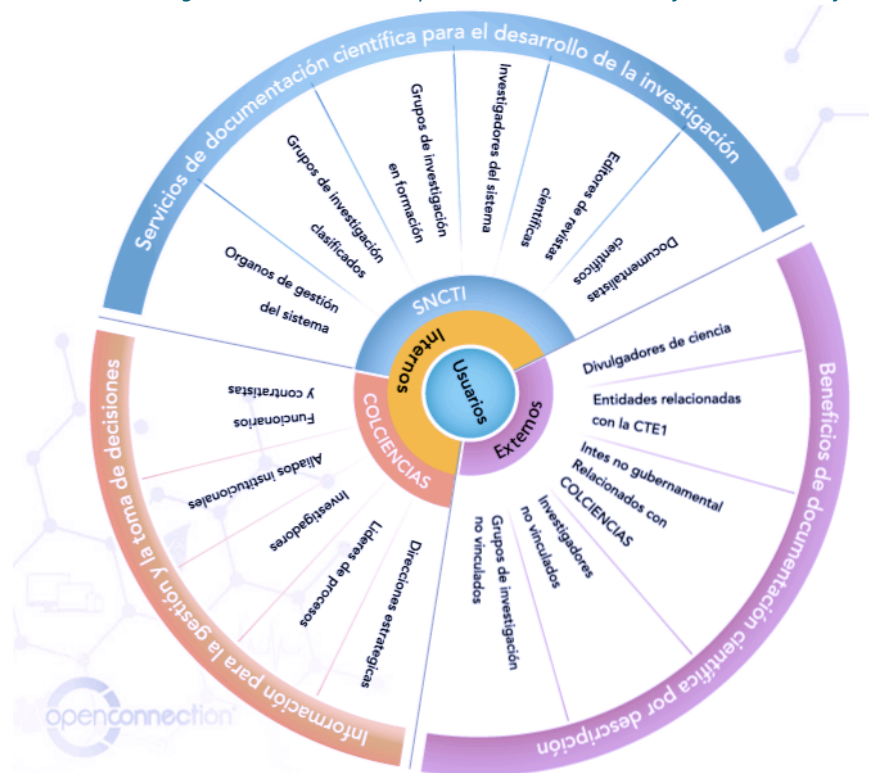 Servicios de documentación científica para el desarrollo de la investigación
Organos de gestión
del sistema
Grupos de investigación
clasificados
Grupos de investigación
en formación
Investigadores del sistema
Editores de revistas
científicas
Documentalistas
científicos
SNCTI
Internos
Usuarios
COLCIENCIAS
Externos
Beneficios de documentación científica por descripción
Divulgadores de ciencia
Entidades relacionadas
con la CTE1
Intes no gubernamental
Relacionados con
COLCIENCIAS
Investigadores
no vinculados
Grupos de investigación
no vinculados
Información para la gestión y la toma de decisiones
Funcionarios
y contratistas
Aliados institucionales
Investigadores
Lideres de procesos
Direcciones estrategicas
openconnection